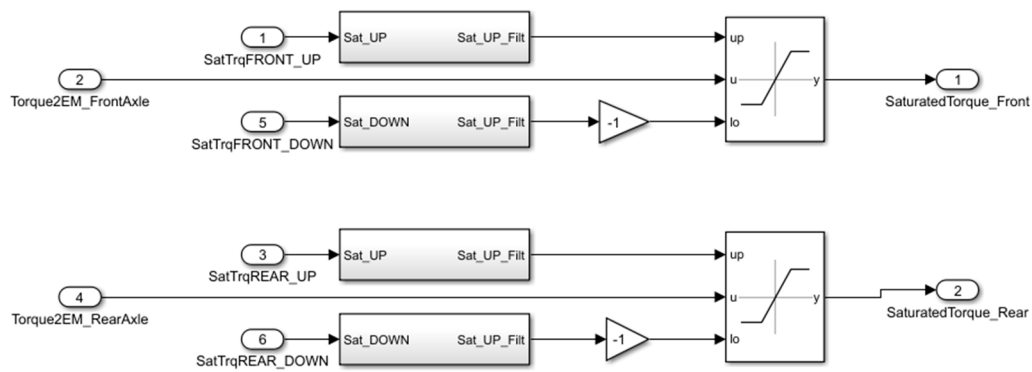 1
Sat_UP
Sat_UP_Filt
up
SatTrqFRONT_UP
2
u
y
1
Torque2EM_FrontAxle
SaturatedTorque_Front
5
Sat_DOWN
Sat_UP_Filt
-1
lo
SatTrqFRONT_DOWN
3
Sat_UP
Sat_UP_Filt
up
SatTrqREAR_UP
4
u
y
2
Torque2EM_RearAxle
SaturatedTorque_Rear
6
Sat_DOWN
Sat_UP_Filt
-1
lo
SatTrqREAR_DOWN